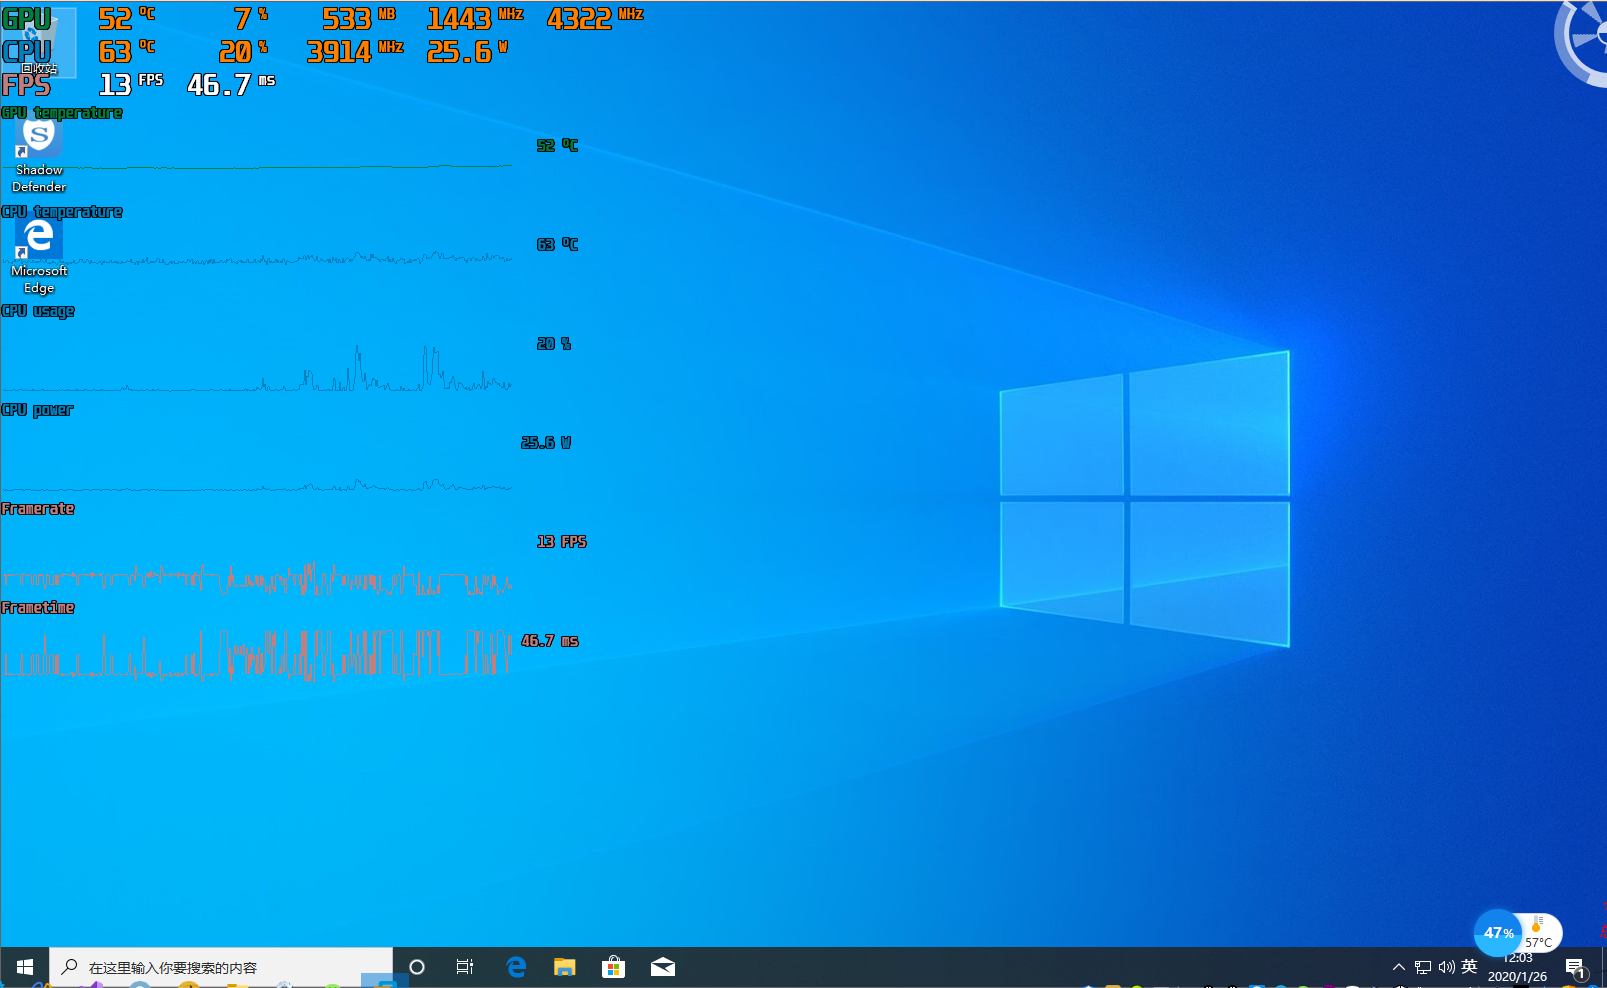 GPU 52 °C 7 % 533 MB 1443 MHz 4322 MHz
CPU 63 °C 20 % 3914 MHz 25.6 W
回收站
FPS 13 FPS 46.7 ms
GPU temperature
52 °C
Shadow
Defender
CPU temperature
63 °C
Microsoft
Edge
CPU usage
20 %
CPU power
25.6 W
Framerate
13 FPS
Frametime
46.7 ms
47%
57°C
在这里输入你要搜索的内容
英
12:03
2020/1/26
1